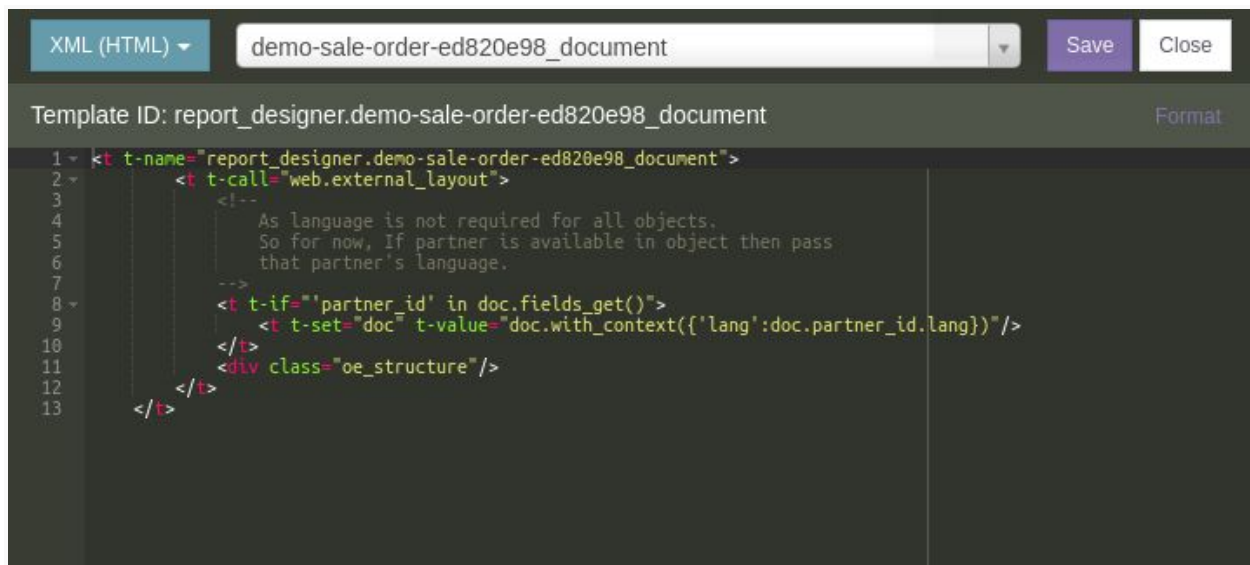 XML (HTML) demo-sale-order-ed820e98_document Save Close
Template ID: report_designer.demo-sale-order-ed820e98_document Format
1 <t t-name="report_designer.demo-sale-order-ed820e98_document">
2 <t t-call="web.external_layout">
3 <!--
4 As language is not required for all objects.
5 So for now, If partner is available in object then pass
6 that partner's language.
7 -->
8 <t t-if="'partner_id' in doc.fields_get()">
9 <t t-set="doc" t-value="doc.with_context({'lang':doc.partner_id.lang})"/>
10 </t>
11 <div class="oe_structure"/>
12 </t>
13 </t>